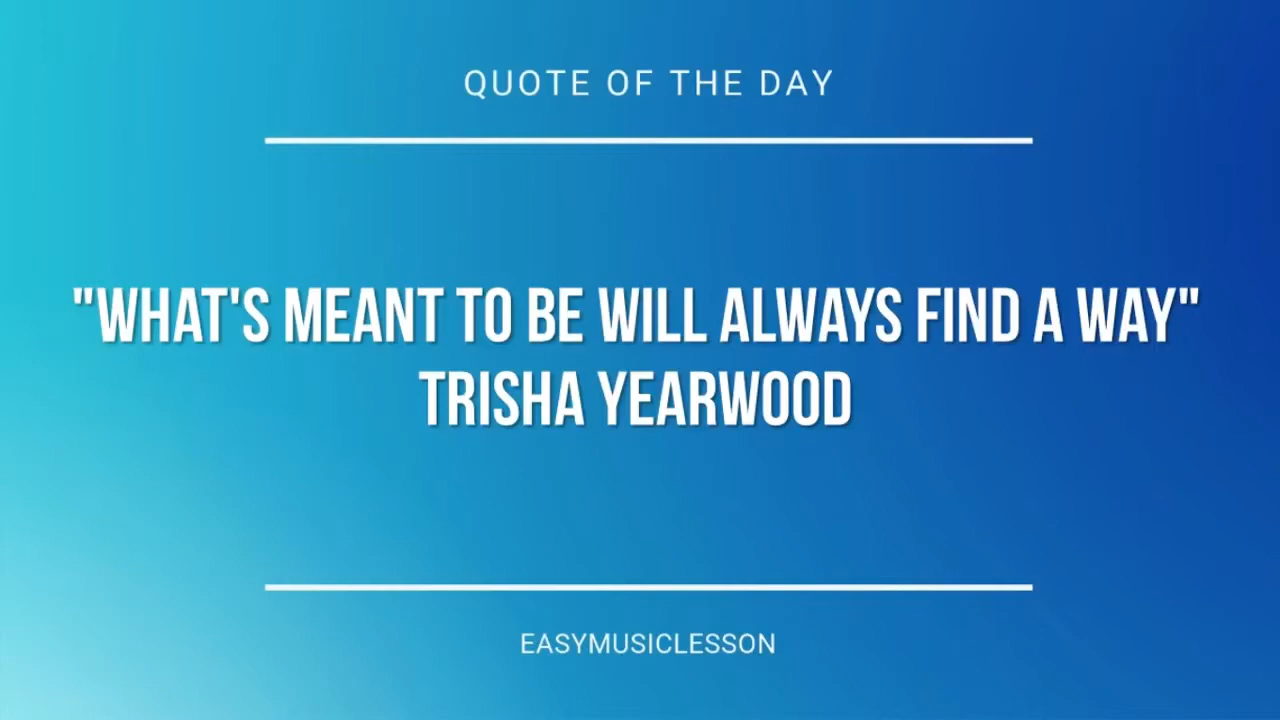 QUOTE OF THE DAY
"WHAT'S MEANT TO BE WILL ALWAYS FIND A WAY"
TRISHA YEARWOOD
EASYMUSICLESSON